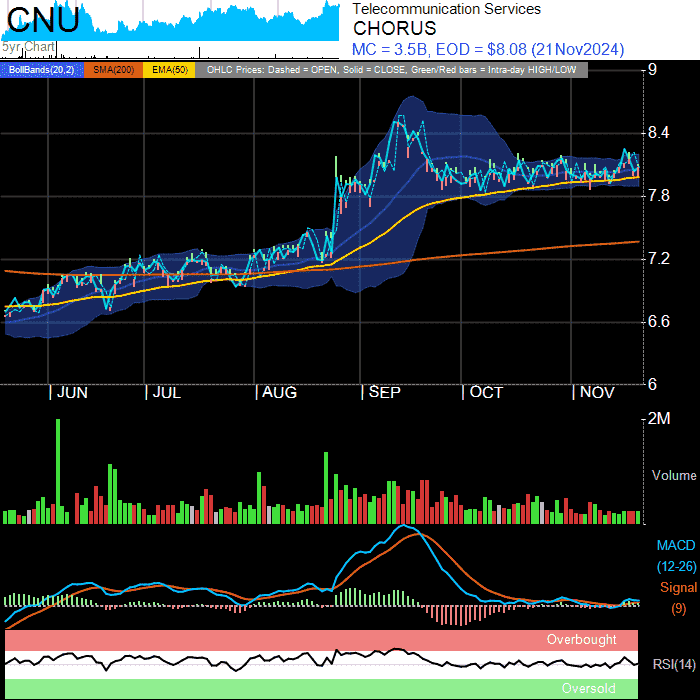 CNU
5yr Chart
Telecommunication Services
CHORUS
MC = 3.5B, EOD = $8.08 (21Nov2024)
BollBands(20,2) SMA(200) EMA(50) OHLC Prices: Dashed = OPEN, Solid = CLOSE, Green/Red bars = Intra-day HIGH/LOW
9
8.4
7.8
7.2
6.6
6
JUN JUL AUG SEP OCT NOV
2M
Volume
MACD
(12-26)
Signal
(9)
Overbought
RSI(14)
Oversold